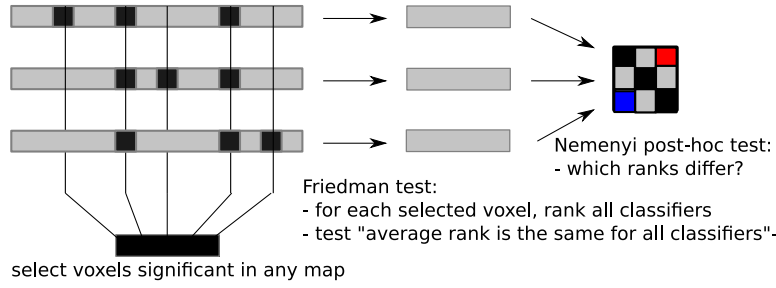 Nemenyi post-hoc test:
- which ranks differ?
Friedman test:
- for each selected voxel, rank all classifiers
- test "average rank is the same for all classifiers"-
select voxels significant in any map